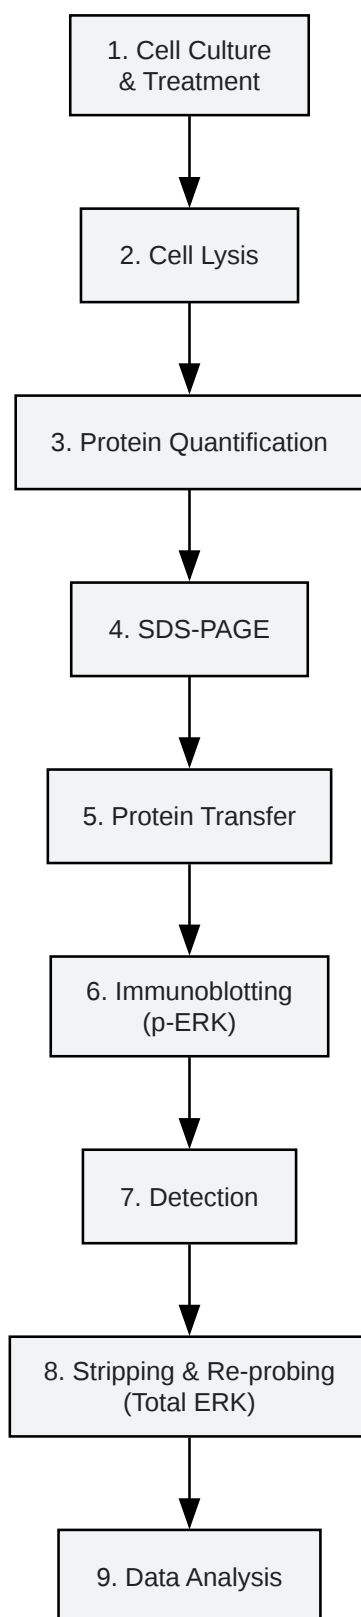 1. Cell Culture
& Treatment
2. Cell Lysis
3. Protein Quantification
4. SDS-PAGE
5. Protein Transfer
6. Immunoblotting
(p-ERK)
7. Detection
8. Stripping & Re-probing
(Total ERK)
9. Data Analysis